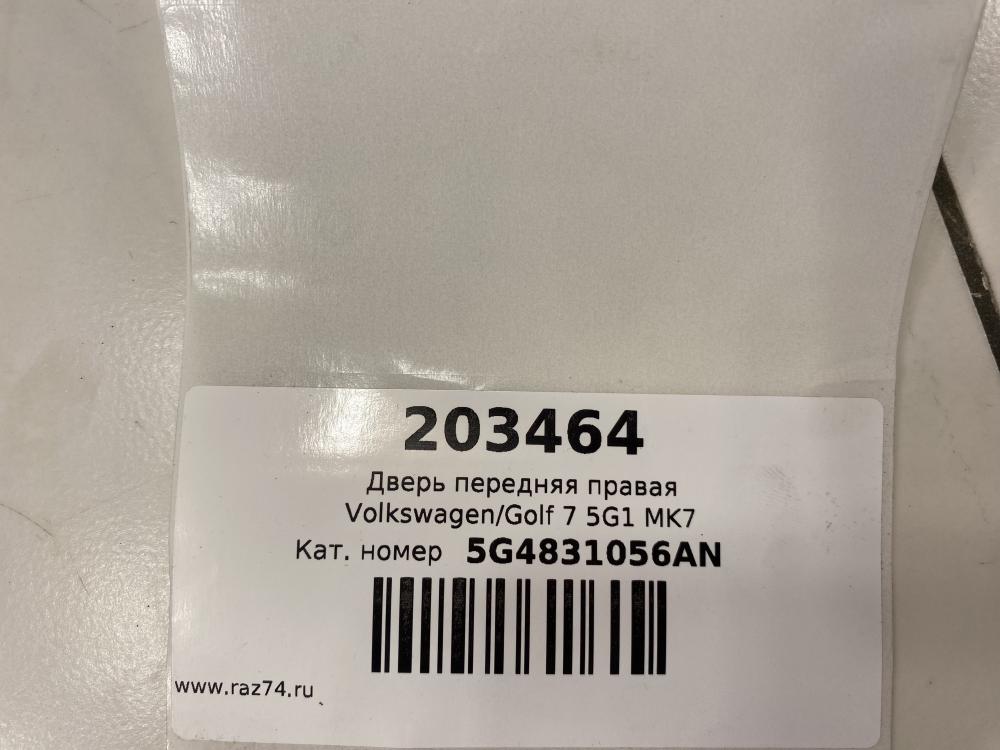 203464
Дверь передняя правая
Volkswagen/Golf 7 5G1 MK7
Кат. номер 5G4831056AN
www.raz74.ru